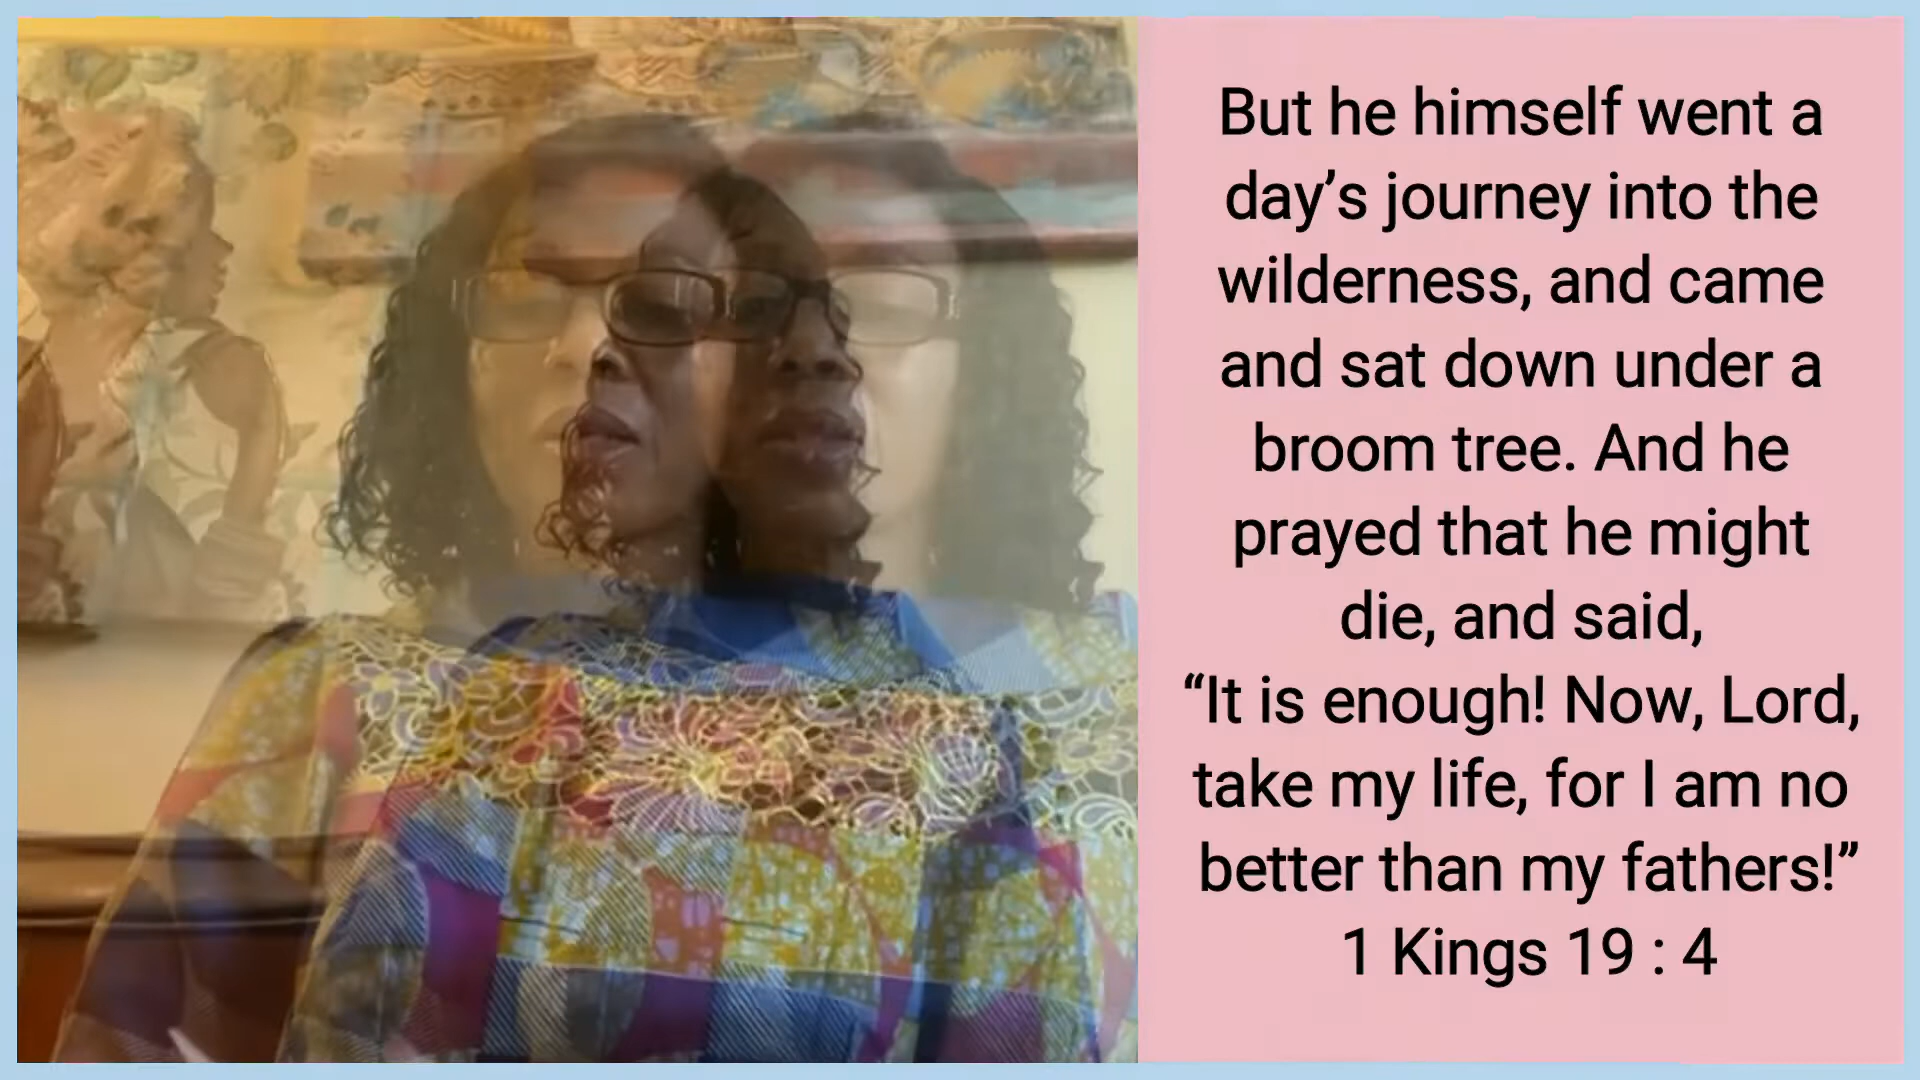 But he himself went a
day’s journey into the
wilderness, and came
and sat down under a
broom tree. And he
prayed that he might
die, and said,
“It is enough! Now, Lord,
take my life, for I am no
better than my fathers!”
1 Kings 19 : 4